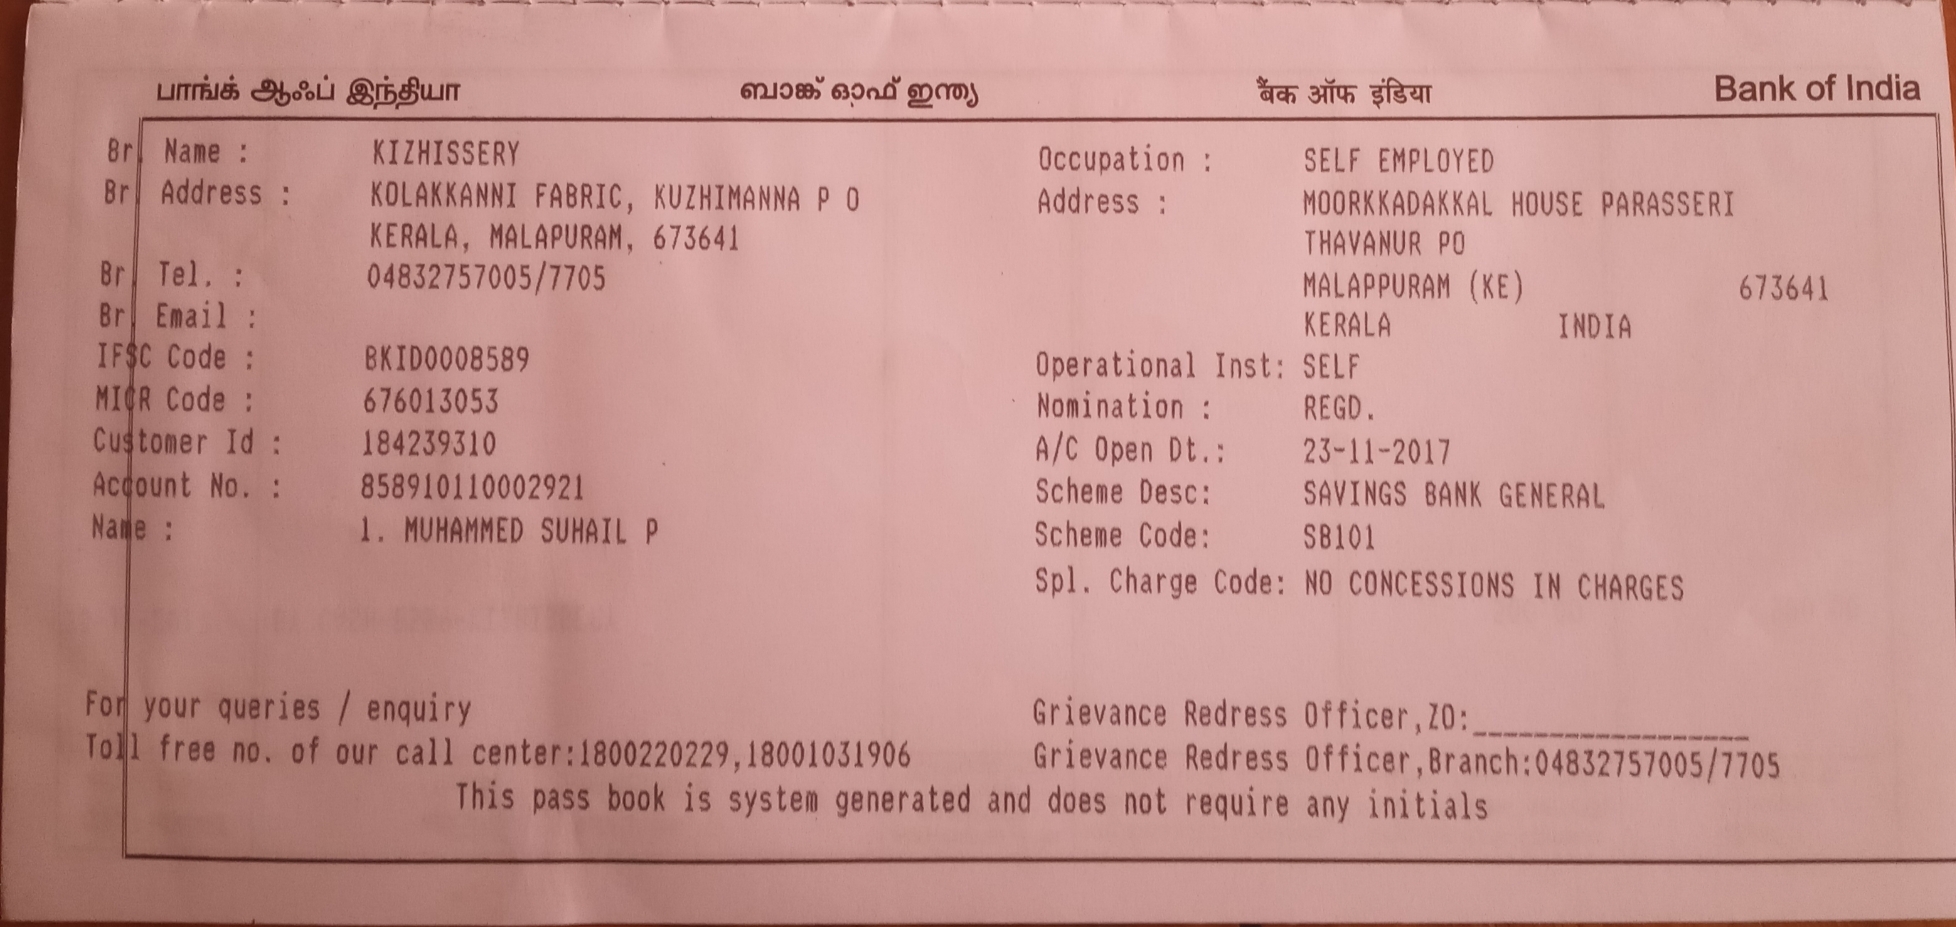 பாங்க் ஆஃப் இந்தியா ബാങ്ക് ഓഫ് ഇന്ത്യ बैंक ऑफ इंडिया Bank of India
Br Name : KIZHISSERY
Br Address : KOLAKKANNI FABRIC, KUZHIMANNA P O
KERALA, MALAPURAM, 673641
Br Tel. : 04832757005/7705
Br Email :
IFSC Code : BKID0008589
MICR Code : 676013053
Customer Id : 184239310
Account No. : 858910110002921
Name : 1. MUHAMMED SUHAIL P
Occupation : SELF EMPLOYED
Address : MOORKKADAKKAL HOUSE PARASSERI
THAVANUR PO
MALAPPURAM (KE) 673641
KERALA INDIA
Operational Inst: SELF
Nomination : REGD.
A/C Open Dt.: 23-11-2017
Scheme Desc: SAVINGS BANK GENERAL
Scheme Code: SB101
Spl. Charge Code: NO CONCESSIONS IN CHARGES
For your queries / enquiry
Toll free no. of our call center:1800220229,18001031906
Grievance Redress Officer,ZO:__________________
Grievance Redress Officer,Branch:04832757005/7705
This pass book is system generated and does not require any initials